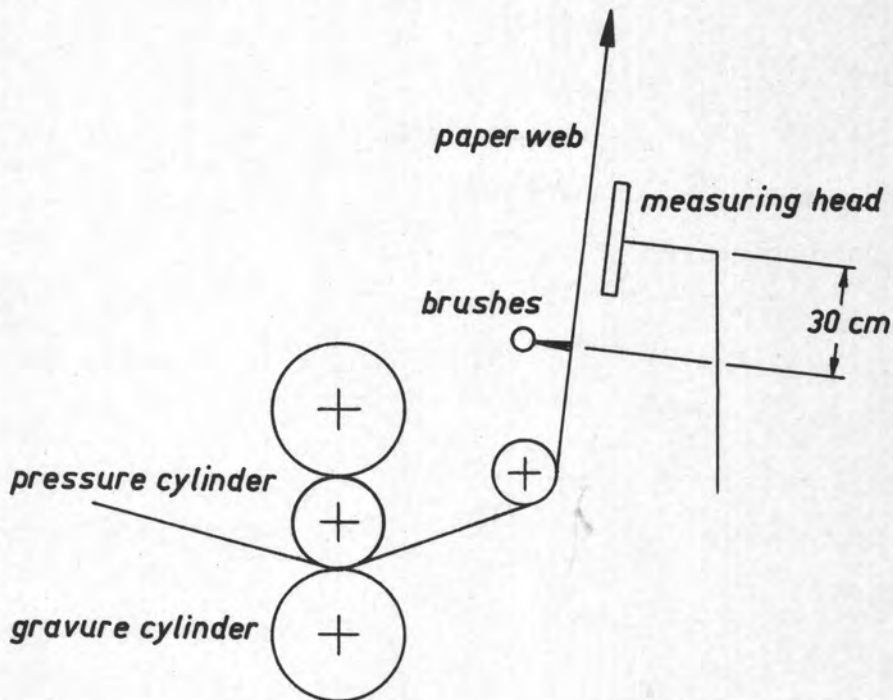 paper web
measuring head
brushes
30 cm
pressure cylinder
gravure cylinder